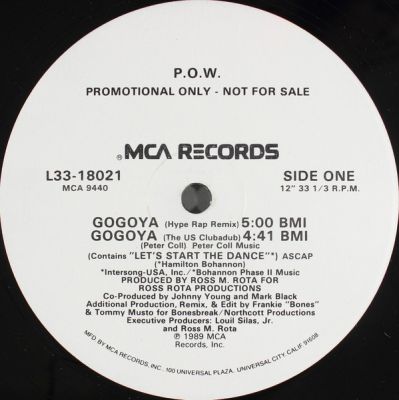 P.O.W.
PROMOTIONAL ONLY - NOT FOR SALE
® MCA RECORDS
L33-18021 SIDE ONE
MCA 9440 12" 33 1/3 R.P.M.
GOGOYA (Hype Rap Remix) 5:00 BMI
GOGOYA (The US Clubadub) 4:41 BMI
(Peter Coll) Peter Coll Music
(Contains "LET'S START THE DANCE"*) ASCAP
(*Hamilton Bohannon)
*Intersong-USA, Inc./*Bohannon Phase II Music
PRODUCED BY ROSS M. ROTA FOR
ROSS ROTA PRODUCTIONS
Co-Produced by Johnny Young and Mark Black
Additional Production, Remix, & Edit by Frankie "Bones"
& Tommy Musto for Bonesbreak/Northcott Productions
Executive Producers: Louil Silas, Jr.
and Ross M. Rota
℗ 1989 MCA
Records, Inc.
MFD. BY MCA RECORDS, INC., 100 UNIVERSAL PLAZA, UNIVERSAL CITY, CALIF 91608